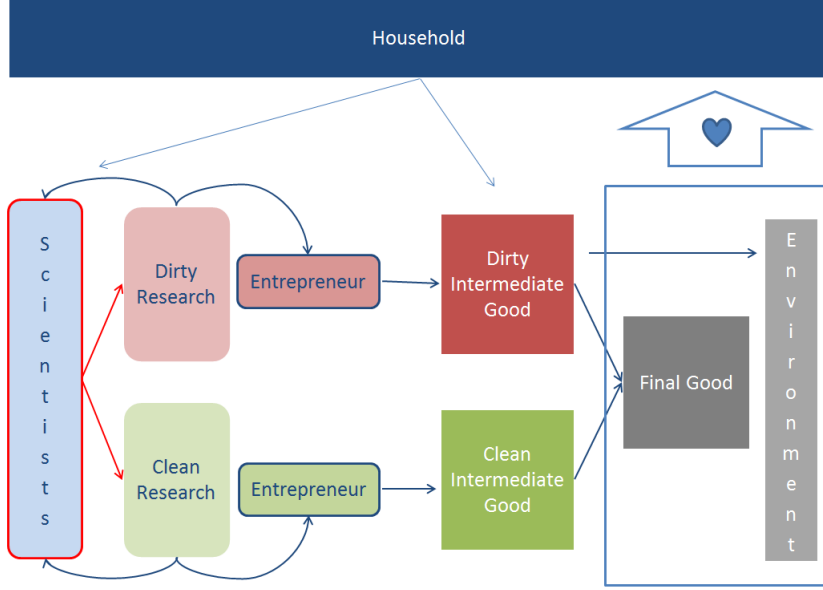 Household
Scientists
Dirty
Research
Entrepreneur
Dirty
Intermediate
Good
Environment
Final Good
Clean
Research
Entrepreneur
Clean
Intermediate
Good